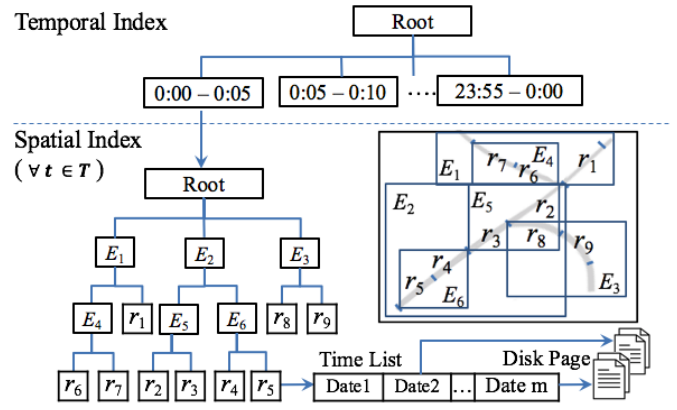 Temporal Index
Root
0:00 – 0:05
0:05 – 0:10
....
23:55 – 0:00
Spatial Index
( ∀ t ∈ T )
Root
E1
E2
E3
E4
r1
E5
E6
r8
r9
r6
r7
r2
r3
r4
r5
E1
r7
r6
E4
r1
E2
E5
r2
r3
r8
r9
r4
r5
E6
E3
Time List
Disk Page
Date1
Date2
...
Date m